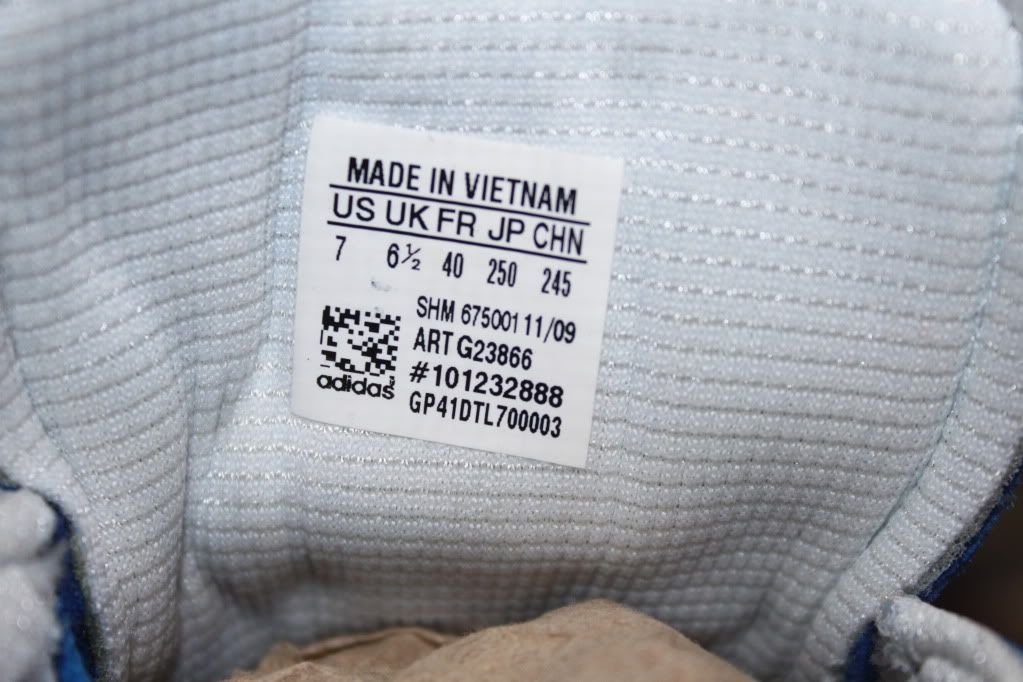 MADE IN VIETNAM
US UK FR JP CHN
7 6½ 40 250 245
SHM 675001 11/09
ART G23866
#101232888
adidas
GP41DTL700003